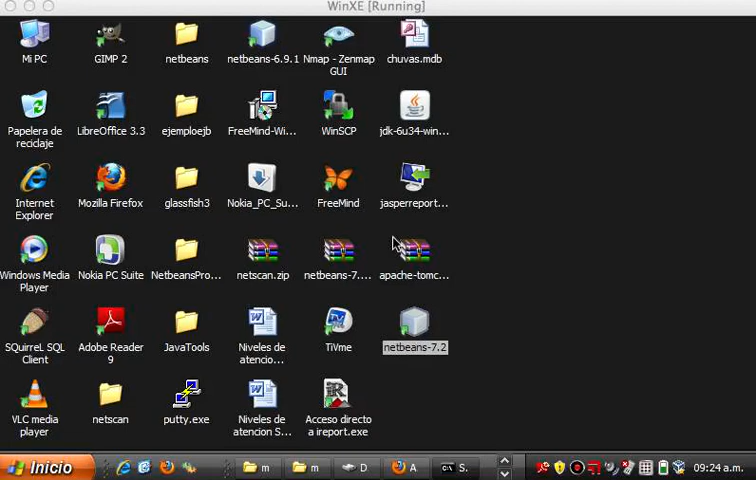 WinXE [Running]
Mi PC
GIMP 2
netbeans
netbeans-6.9.1
Nmap - Zenmap
GUI
chuvas.mdb
Papelera de
reciclaje
LibreOffice 3.3
ejemploejb
FreeMind-Wi...
WinSCP
jdk-6u34-win...
Internet
Explorer
Mozilla Firefox
glassfish3
Nokia_PC_Su...
FreeMind
jasperreport...
Windows Media
Player
Nokia PC Suite
NetbeansPro...
netscan.zip
netbeans-7....
apache-tomc...
SQuirreL SQL
Client
Adobe Reader
9
JavaTools
Niveles de
atencio...
TiVme
netbeans-7.2
VLC media
player
netscan
putty.exe
Niveles de
atencion S...
Acceso directo
a ireport.exe
Inicio
m
m
D
A
S.
09:24 a.m.